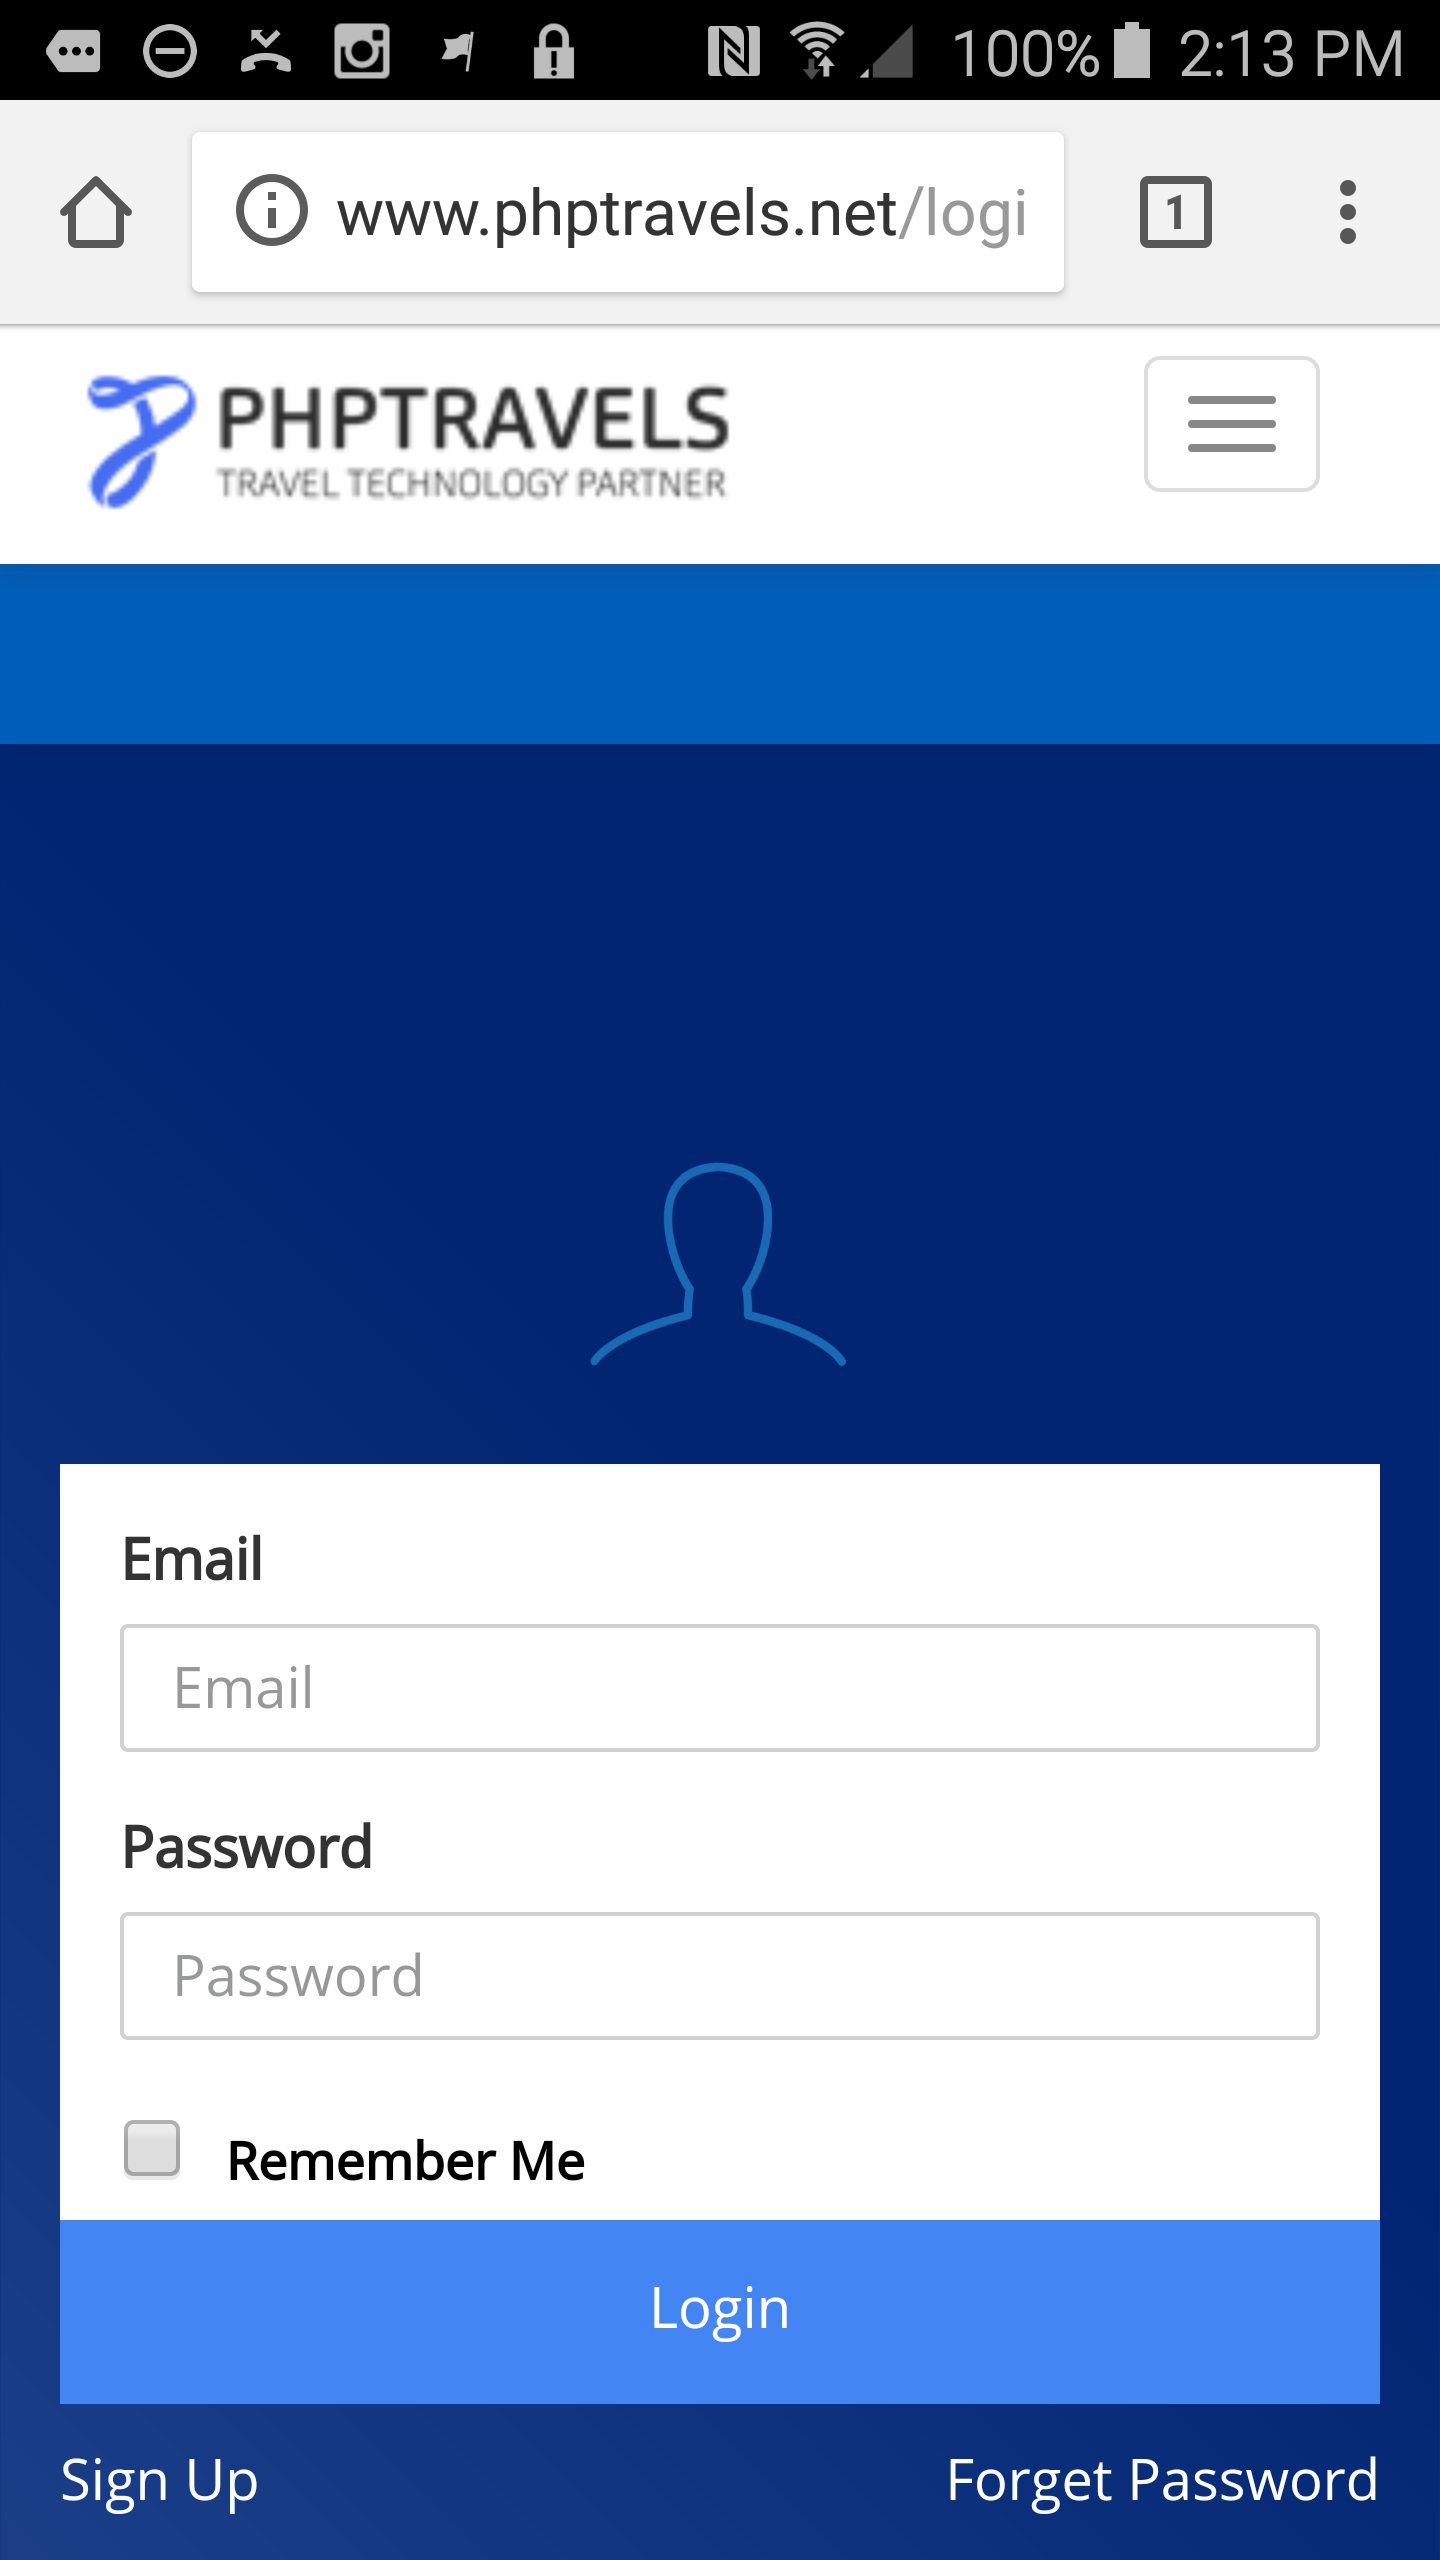 100% 2:13 PM
www.phptravels.net/logi
1
PHPTRAVELS
TRAVEL TECHNOLOGY PARTNER
Email
Email
Password
Password
Remember Me
Login
Sign Up
Forget Password